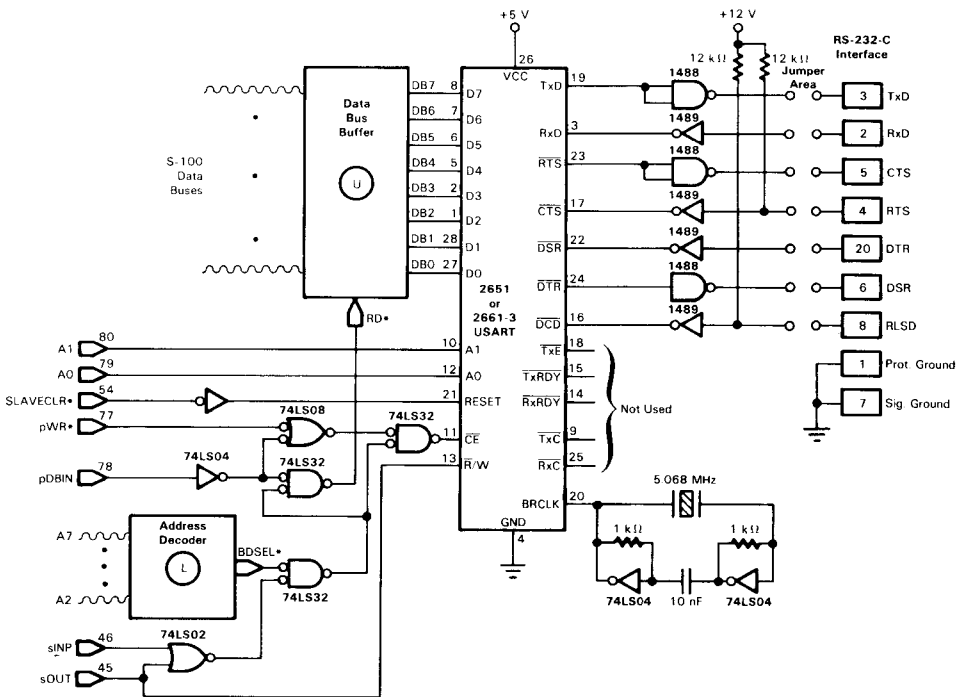 +5 V
+12 V
RS-232-C
Interface
12 kΩ
12 kΩ
Jumper
Area
Data
Bus
Buffer
U
S-100
Data
Buses
DB7 8 D7
DB6 7 D6
DB5 6 D5
DB4 5 D4
DB3 2 D3
DB2 1 D2
DB1 28 D1
DB0 27 D0
RD*
26
VCC
2651
or
2661-3
USART
TxD 19 1488 3 TxD
RxD 3 1489 2 RxD
RTS 23 1488 5 CTS
CTS 17 1489 4 RTS
DSR 22 1489 20 DTR
DTR 24 1488 6 DSR
DCD 16 1489 8 RLSD
TxE 18
TxRDY 15
RxRDY 14
TxC 9
RxC 25
Not Used
1 Prot. Ground
7 Sig. Ground
BRCLK 20
5.068 MHz
1 kΩ
1 kΩ
74LS04
10 nF
74LS04
GND
4
A1 80 10 A1
A0 79 12 A0
SLAVECLR* 54 21 RESET
pWR* 77 74LS08 74LS32 11 CE
13 R/W
pDBIN 78 74LS04 74LS32
Address
Decoder
L
A7
A2
BDSEL*
74LS32
sINP 46 74LS02
sOUT 45